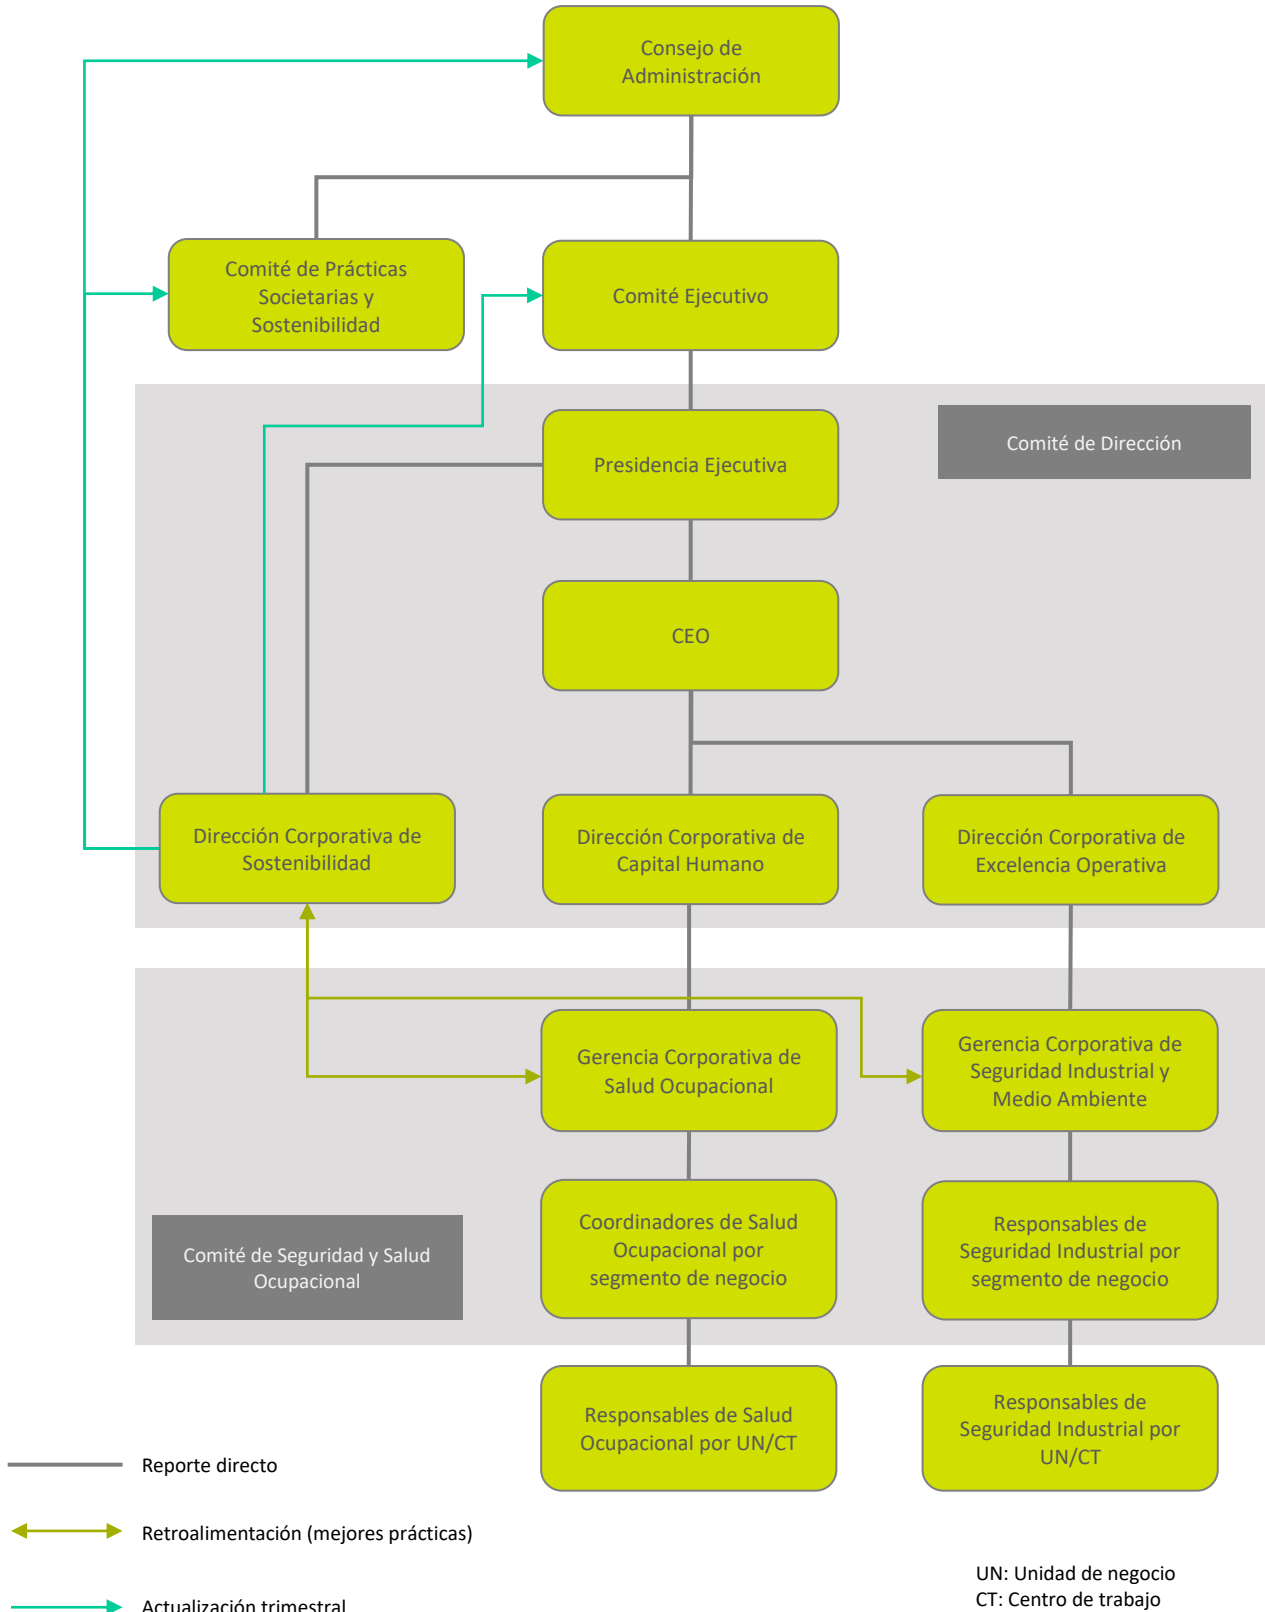 Consejo de
Administración
Comité de Prácticas
Societarias y
Sostenibilidad
Comité Ejecutivo
Presidencia Ejecutiva
Comité de Dirección
CEO
Dirección Corporativa de
Sostenibilidad
Dirección Corporativa de
Capital Humano
Dirección Corporativa de
Excelencia Operativa
Gerencia Corporativa de
Salud Ocupacional
Gerencia Corporativa de
Seguridad Industrial y
Medio Ambiente
Comité de Seguridad y Salud
Ocupacional
Coordinadores de Salud
Ocupacional por
segmento de negocio
Responsables de
Seguridad Industrial por
segmento de negocio
Responsables de Salud
Ocupacional por UN/CT
Responsables de
Seguridad Industrial por
UN/CT
Reporte directo
Retroalimentación (mejores prácticas)
Actualización trimestral
UN: Unidad de negocio
CT: Centro de trabajo